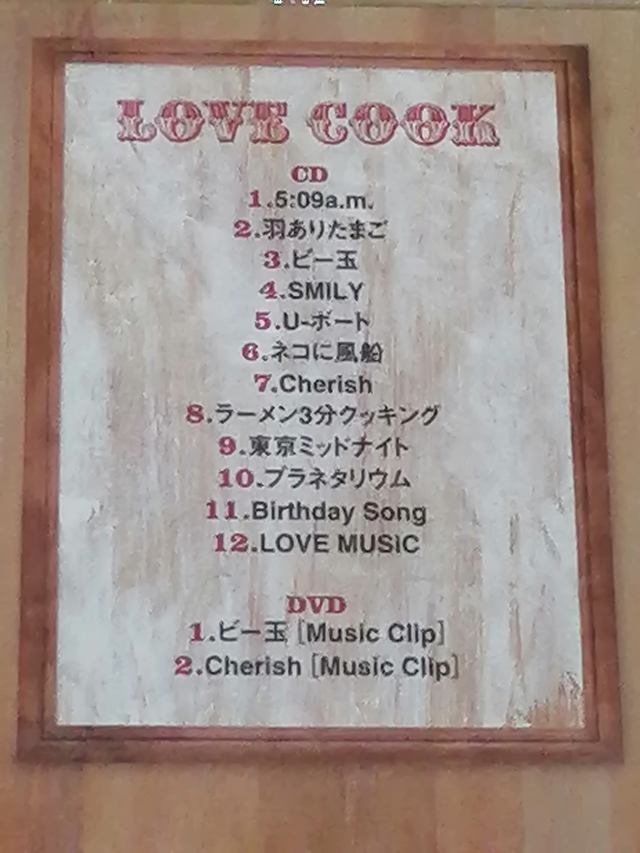 LOVE COOK
CD
1.5:09a.m.
2.羽ありたまご
3.ビー玉
4.SMILY
5.U-ボート
6.ネコに風船
7.Cherish
8.ラーメン3分クッキング
9.東京ミッドナイト
10.プラネタリウム
11.Birthday Song
12.LOVE MUSiC
DVD
1.ビー玉 [Music Clip]
2.Cherish [Music Clip]